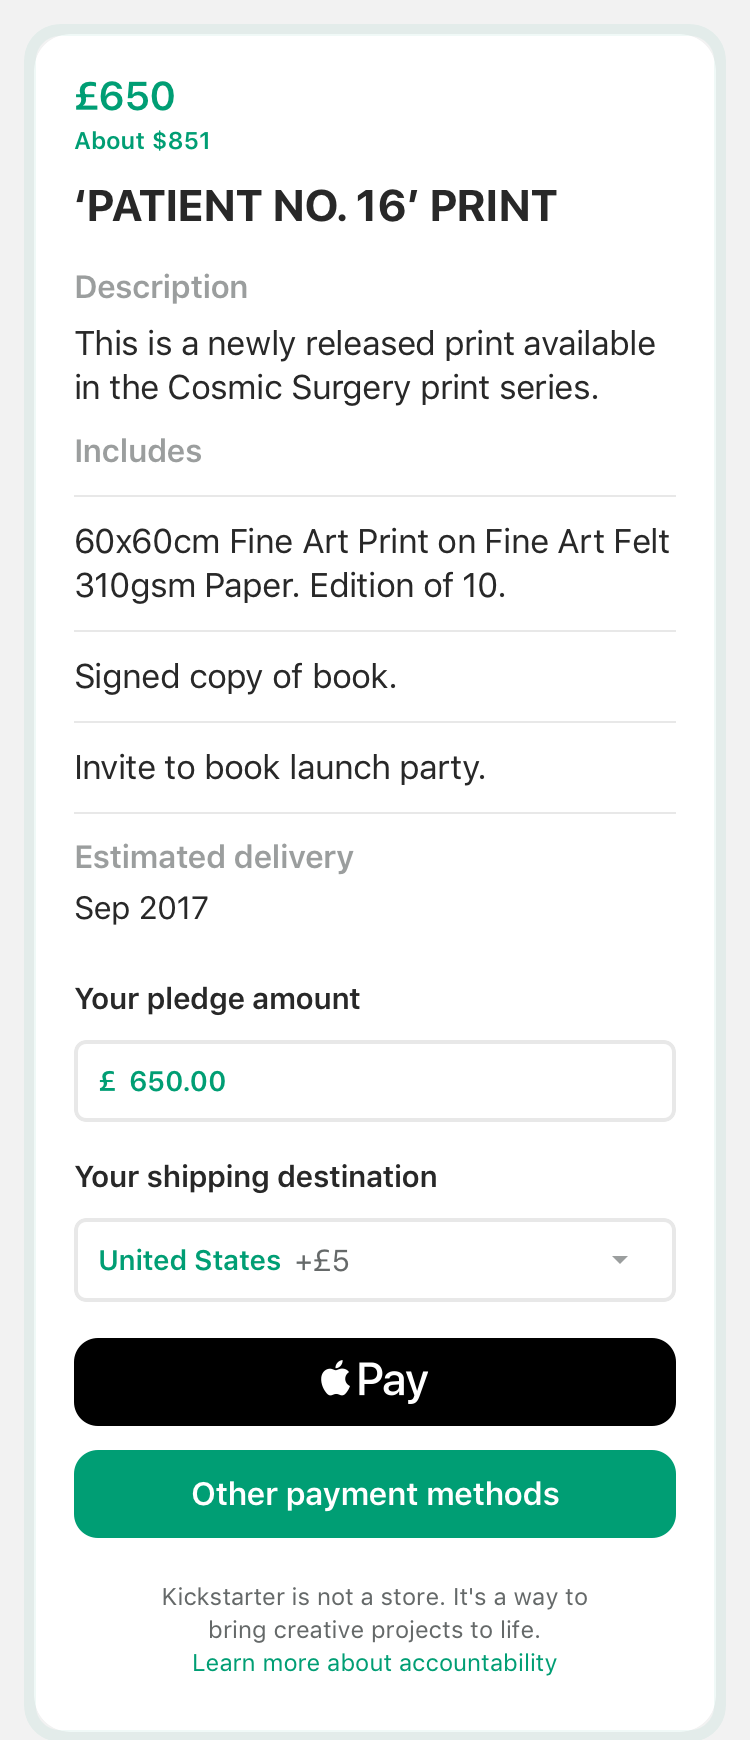 £650
About $851
‘PATIENT NO. 16’ PRINT
Description
This is a newly released print available
in the Cosmic Surgery print series.
Includes
60x60cm Fine Art Print on Fine Art Felt
310gsm Paper. Edition of 10.
Signed copy of book.
Invite to book launch party.
Estimated delivery
Sep 2017
Your pledge amount
£ 650.00
Your shipping destination
United States +£5
Pay
Other payment methods
Kickstarter is not a store. It's a way to
bring creative projects to life.
Learn more about accountability